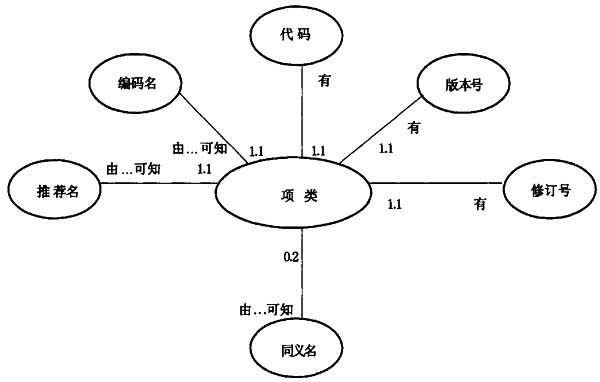 代码
有
编码名
版本号
有
由…可知
1.1
1.1
1.1
推荐名
由…可知
1.1
项类
1.1
有
修订号
0.2
由…可知
同义名